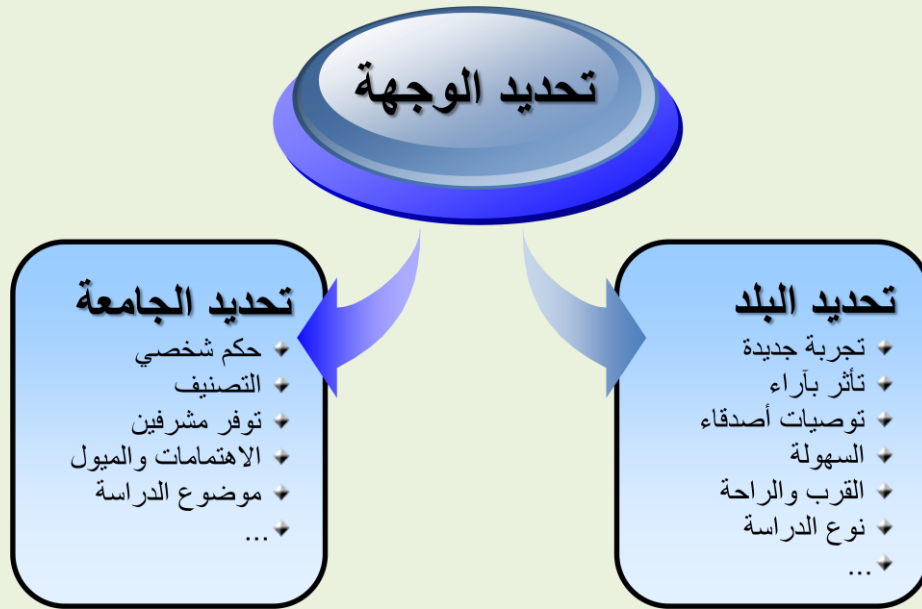 تحديد الوجهة
تحديد البلد
تجربة جديدة
تأثر بآراء
توصيات أصدقاء
السهولة
القرب والراحة
نوع الدراسة
...
تحديد الجامعة
حكم شخصي
التصنيف
توفر مشرفين
الاهتمامات والميول
موضوع الدراسة
...